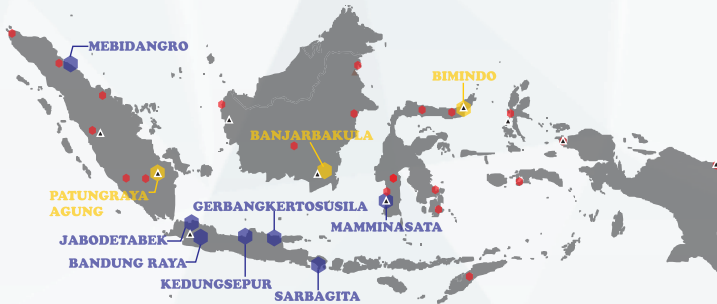 MEBIDANGRO
BIMINDO
BANJARBAKULA
PATUNGRAYA
AGUNG
GERBANGKERTOSUSILA
MAMMINASATA
JABODETABEK
BANDUNG RAYA
KEDUNGSEPUR
SARBAGITA